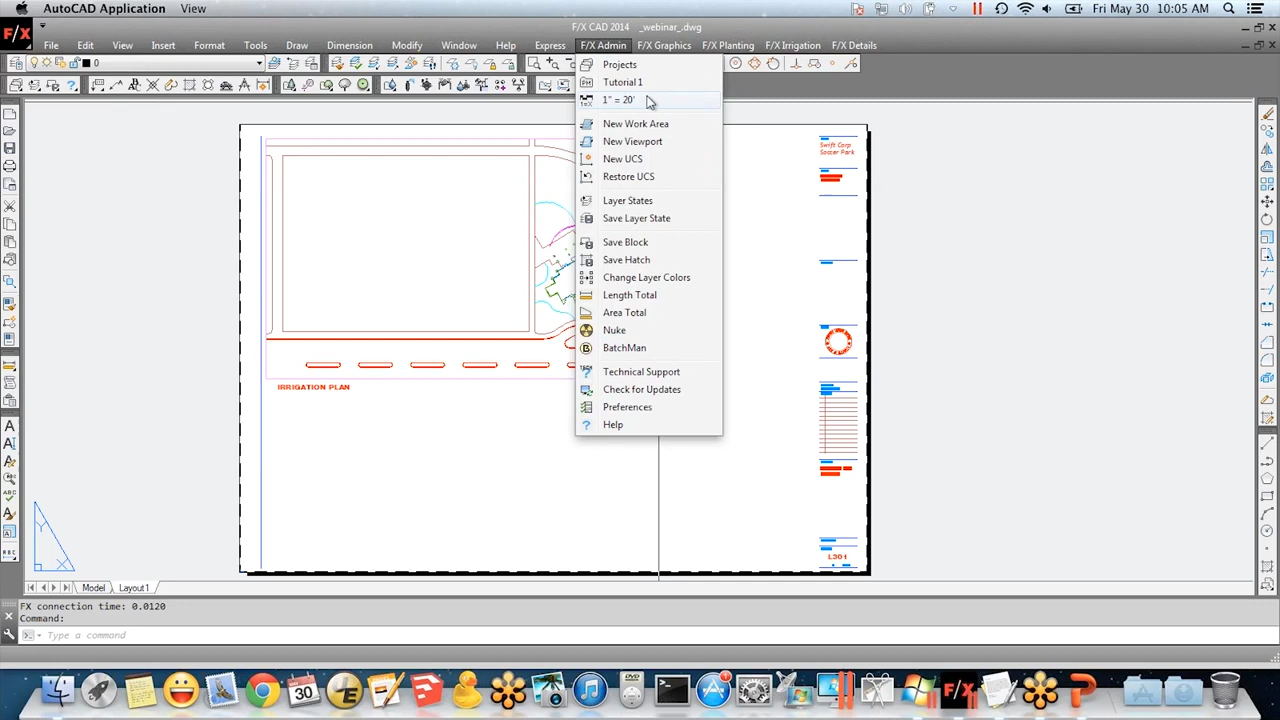 AutoCAD Application View
Fri May 30 10:05 AM
F/X CAD 2014 _webinar_.dwg
F/X
File Edit View Insert Format Tools Draw Dimension Modify Window Help Express F/X Admin F/X Graphics F/X Planting F/X Irrigation F/X Details
0
Projects
Tutorial 1
1" = 20'
New Work Area
New Viewport
New UCS
Restore UCS
Layer States
Save Layer State
Save Block
Save Hatch
Change Layer Colors
Length Total
Area Total
Nuke
BatchMan
Technical Support
Check for Updates
Preferences
Help
Swift Corp
Soccer Park
IRRIGATION PLAN
L301
Y
X
Model Layout1
FX connection time: 0.0120
Command:
Type a command
30
F/X